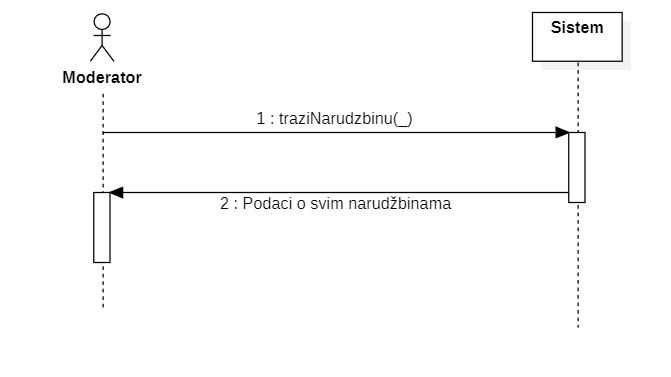 Sistem
Moderator
1 : traziNarudzbinu(_)
2 : Podaci o svim narudžbinama